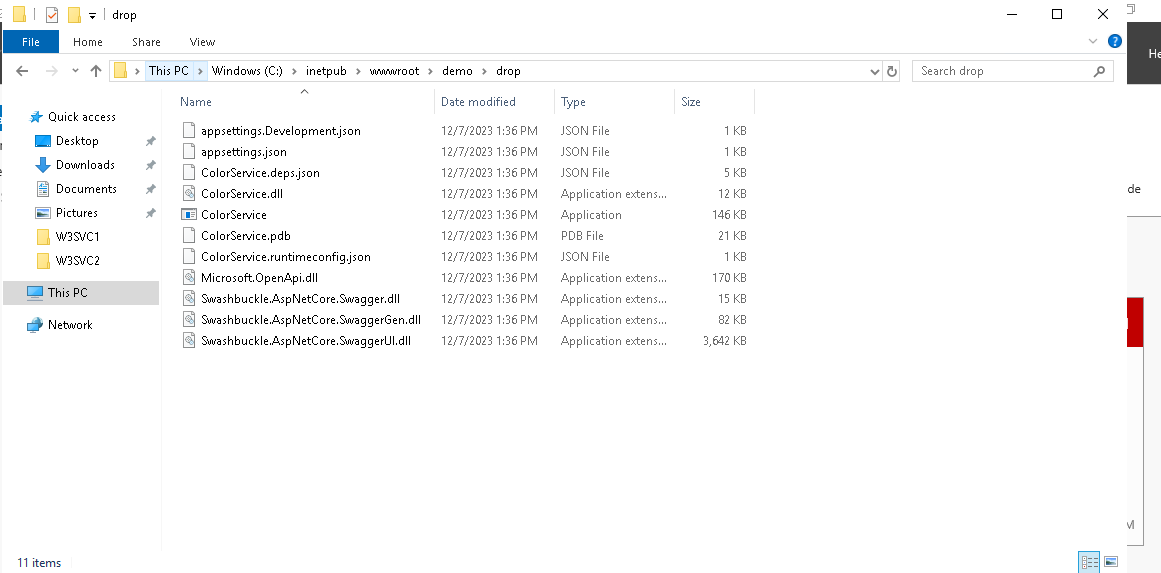 drop
File Home Share View
He
This PC Windows (C:) inetpub wwwroot demo drop Search drop
Name Date modified Type Size
Quick access
Desktop
Downloads
Documents
Pictures
W3SVC1
W3SVC2
This PC
Network
appsettings.Development.json 12/7/2023 1:36 PM JSON File 1 KB
appsettings.json 12/7/2023 1:36 PM JSON File 1 KB
ColorService.deps.json 12/7/2023 1:36 PM JSON File 5 KB
ColorService.dll 12/7/2023 1:36 PM Application extens... 12 KB
ColorService 12/7/2023 1:36 PM Application 146 KB
ColorService.pdb 12/7/2023 1:36 PM PDB File 21 KB
ColorService.runtimeconfig.json 12/7/2023 1:36 PM JSON File 1 KB
Microsoft.OpenApi.dll 12/7/2023 1:36 PM Application extens... 170 KB
Swashbuckle.AspNetCore.Swagger.dll 12/7/2023 1:36 PM Application extens... 15 KB
Swashbuckle.AspNetCore.SwaggerGen.dll 12/7/2023 1:36 PM Application extens... 82 KB
Swashbuckle.AspNetCore.SwaggerUI.dll 12/7/2023 1:36 PM Application extens... 3,642 KB
de
M
11 items